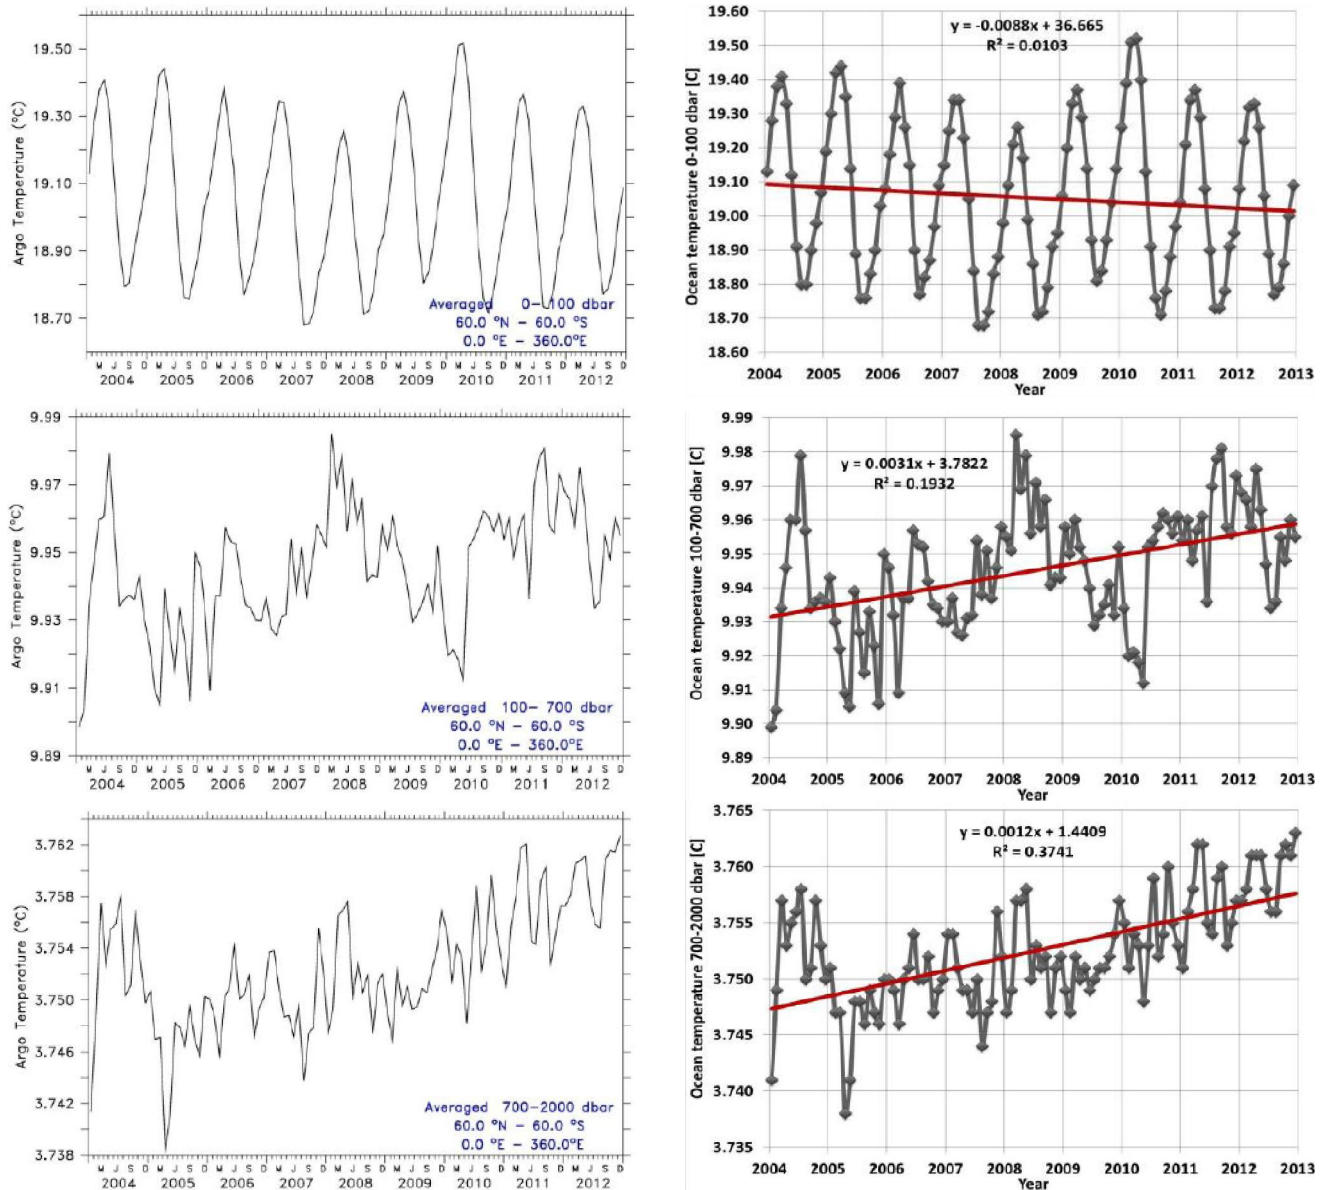 19.50
19.30
19.10
18.90
18.70
Argo Temperature (°C)
Averaged 0– 100 dbar
60.0 °N – 60.0 °S
0.0 °E – 360.0°E
M J S D M J S D M J S D M J S D M J S D M J S D M J S D M J S D M J S D
2004 2005 2006 2007 2008 2009 2010 2011 2012
19.60
19.50
19.40
19.30
19.20
19.10
19.00
18.90
18.80
18.70
18.60
Ocean temperature 0-100 dbar [C]
y = -0.0088x + 36.665
R² = 0.0103
2004 2005 2006 2007 2008 2009 2010 2011 2012 2013
Year
9.99
9.97
9.95
9.93
9.91
9.89
Argo Temperature (°C)
Averaged 100– 700 dbar
60.0 °N – 60.0 °S
0.0 °E – 360.0°E
M J S D M J S D M J S D M J S D M J S D M J S D M J S D M J S D M J S D
2004 2005 2006 2007 2008 2009 2010 2011 2012
9.99
9.98
9.97
9.96
9.95
9.94
9.93
9.92
9.91
9.90
9.89
Ocean temperature 100-700 dbar [C]
y = 0.0031x + 3.7822
R² = 0.1932
2004 2005 2006 2007 2008 2009 2010 2011 2012 2013
Year
3.762
3.758
3.754
3.750
3.746
3.742
3.738
Argo Temperature (°C)
Averaged 700–2000 dbar
60.0 °N – 60.0 °S
0.0 °E – 360.0°E
M J S D M J S D M J S D M J S D M J S D M J S D M J S D M J S D M J S D
2004 2005 2006 2007 2008 2009 2010 2011 2012
3.765
3.760
3.755
3.750
3.745
3.740
3.735
Ocean temperature 700-2000 dbar [C]
y = 0.0012x + 1.4409
R² = 0.3741
2004 2005 2006 2007 2008 2009 2010 2011 2012 2013
Year